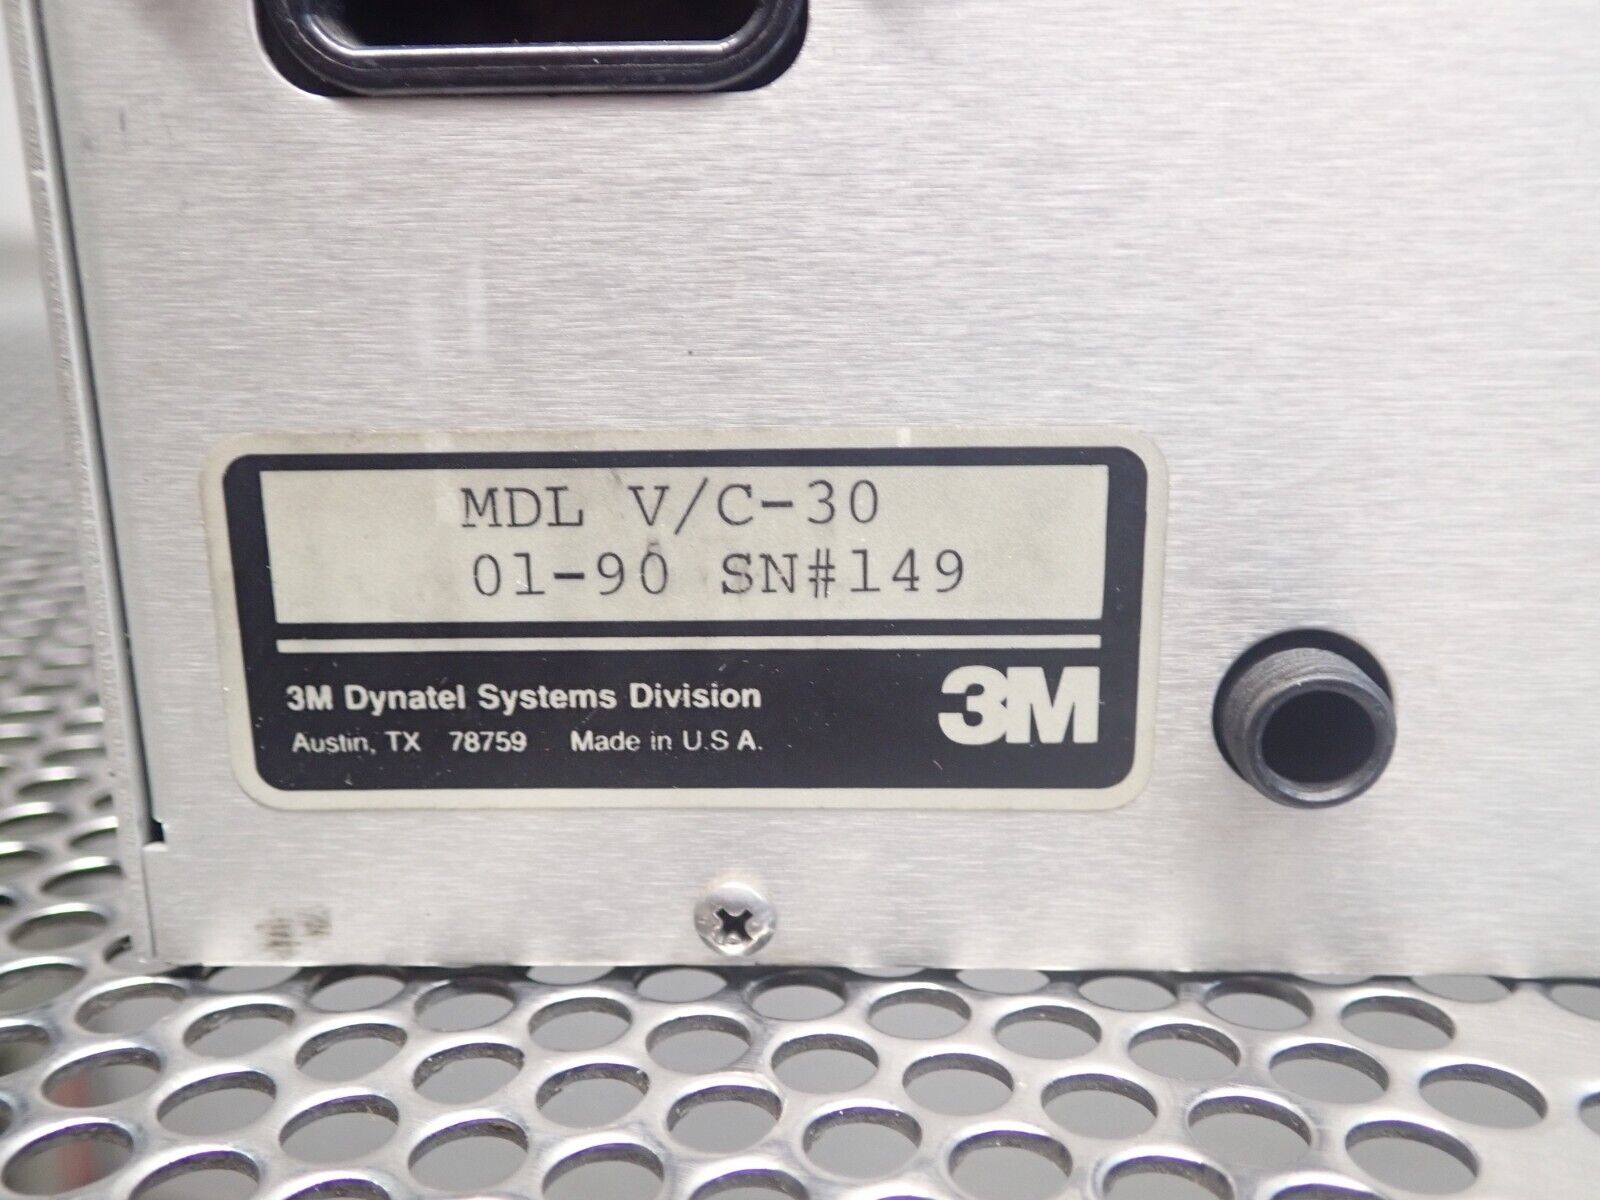 MDL V/C-30
01-90 SN#149
3M Dynatel Systems Division
Austin, TX 78759 Made in U.S.A.
3M